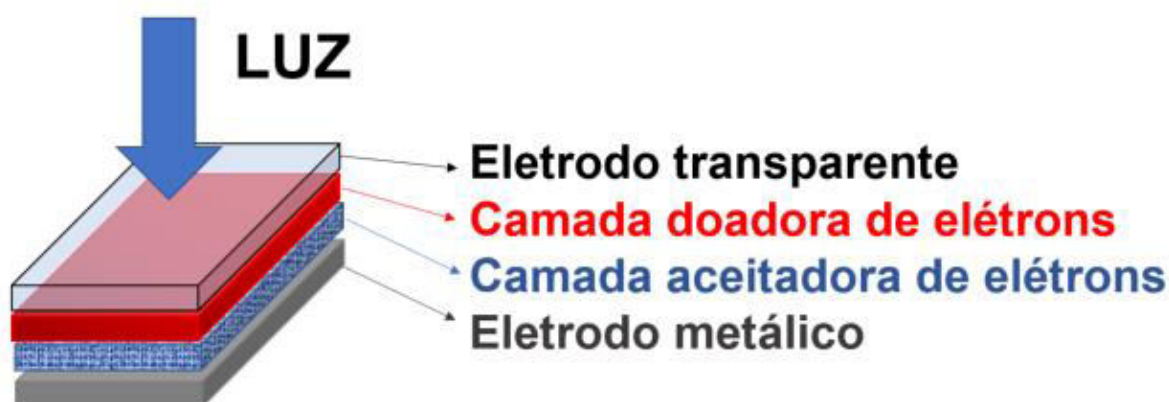 LUZ
Eletrodo transparente
Camada doadora de elétrons
Camada aceitadora de elétrons
Eletrodo metálico